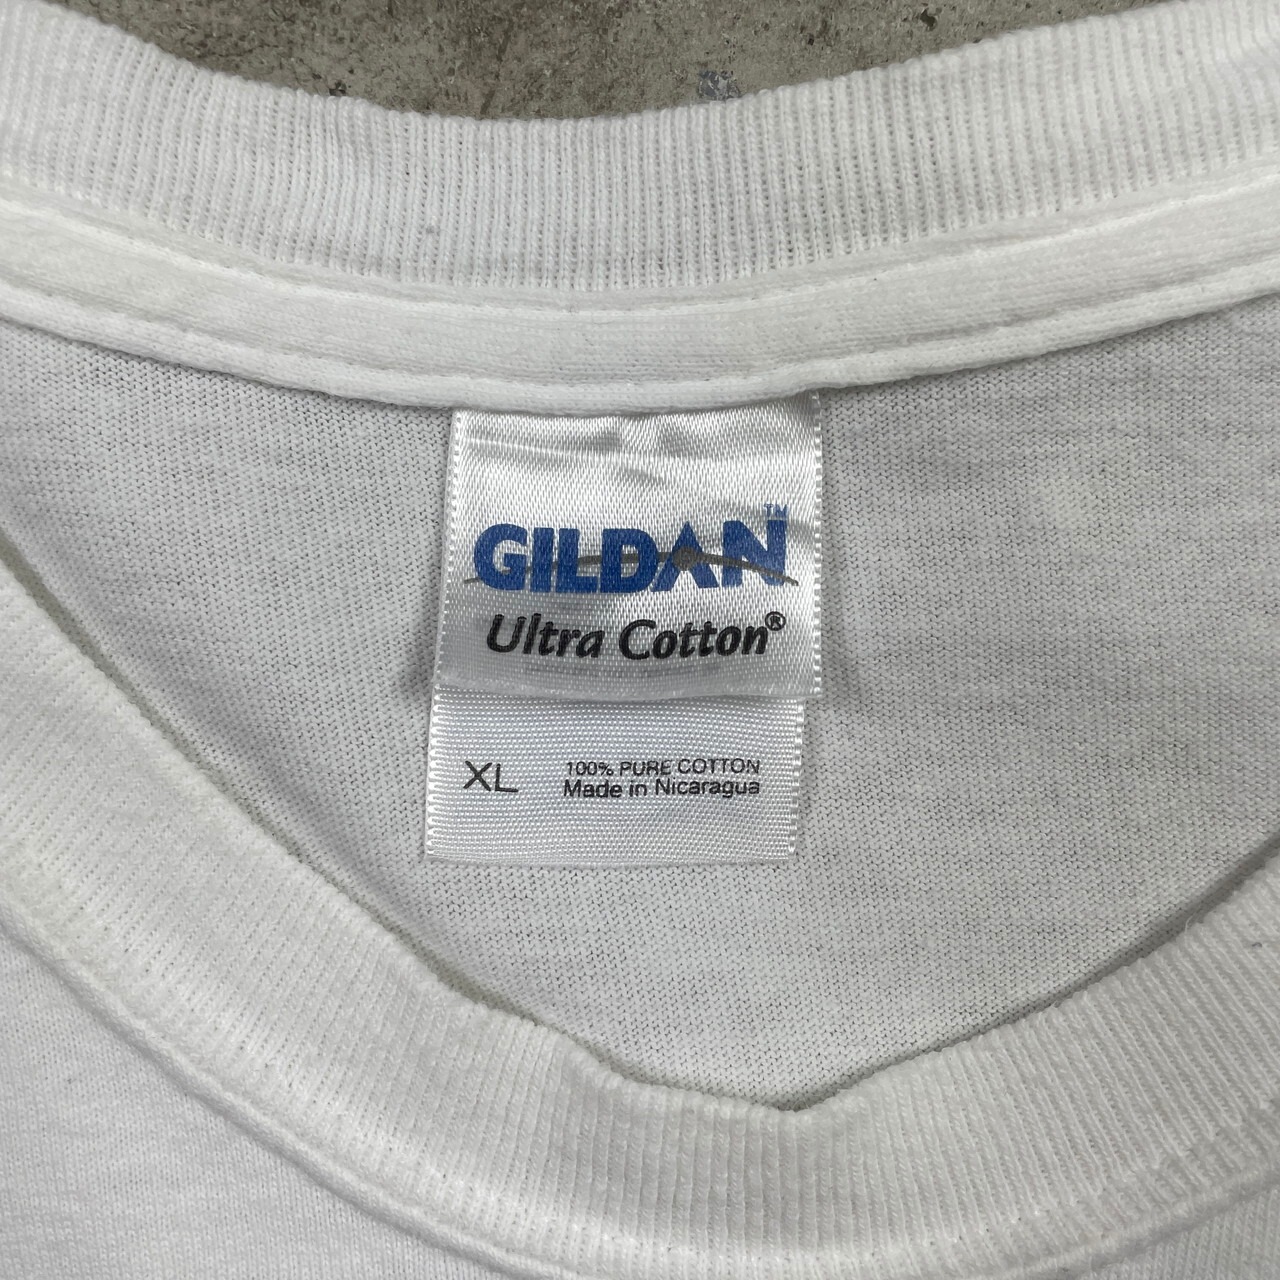 GILDAN™
Ultra Cotton®
XL
100% PURE COTTON
Made in Nicaragua